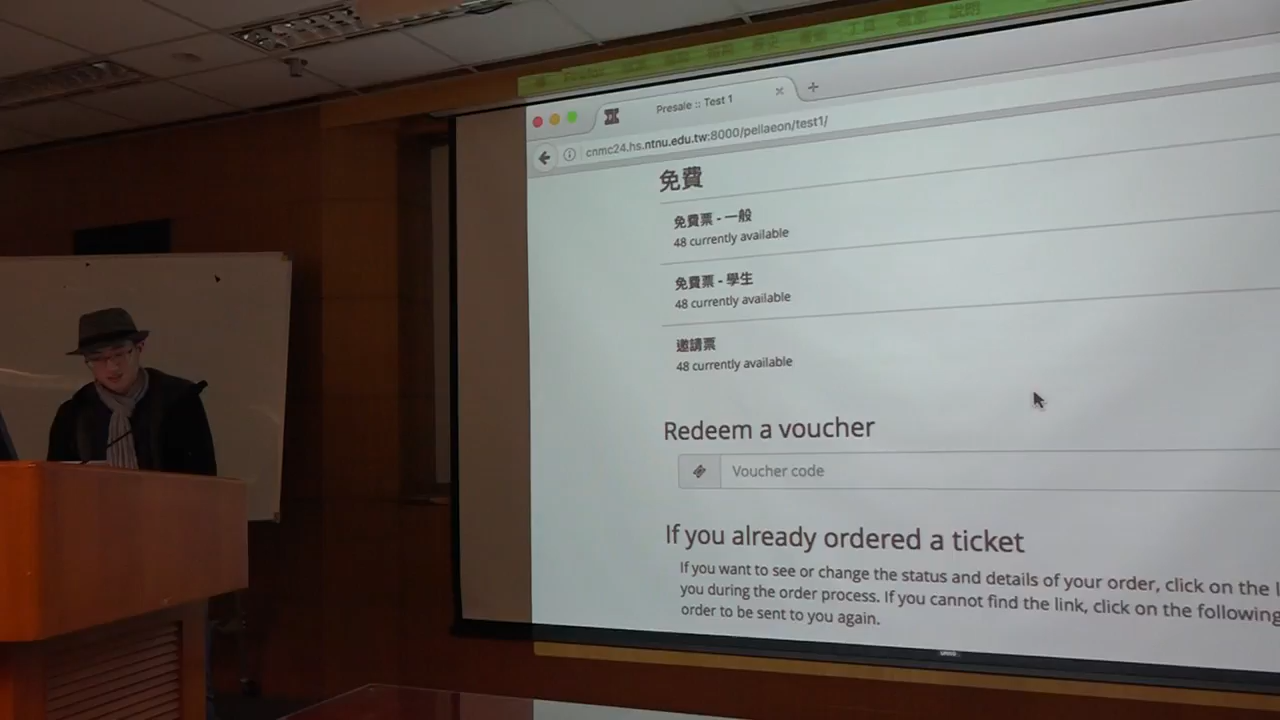 工具
說明
Presale :: Test 1
cnmc24.hs.ntnu.edu.tw:8000/pellaeon/test1/
免費
免費票 - 一般
48 currently available
免費票 - 學生
48 currently available
邀請票
48 currently available
Redeem a voucher
Voucher code
If you already ordered a ticket
If you want to see or change the status and details of your order, click on the
you during the order process. If you cannot find the link, click on the following
order to be sent to you again.